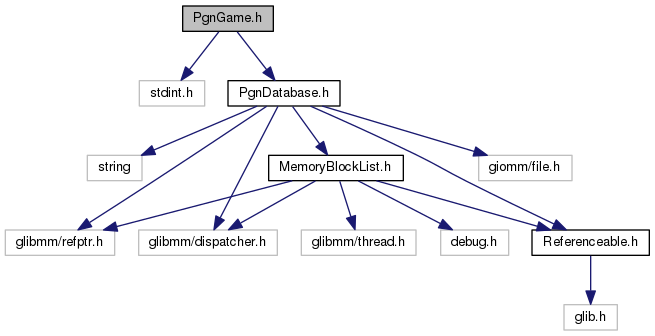 PgnGame.h
stdint.h
PgnDatabase.h
string
MemoryBlockList.h
giomm/file.h
glibmm/refptr.h
glibmm/dispatcher.h
glibmm/thread.h
debug.h
Referenceable.h
glib.h